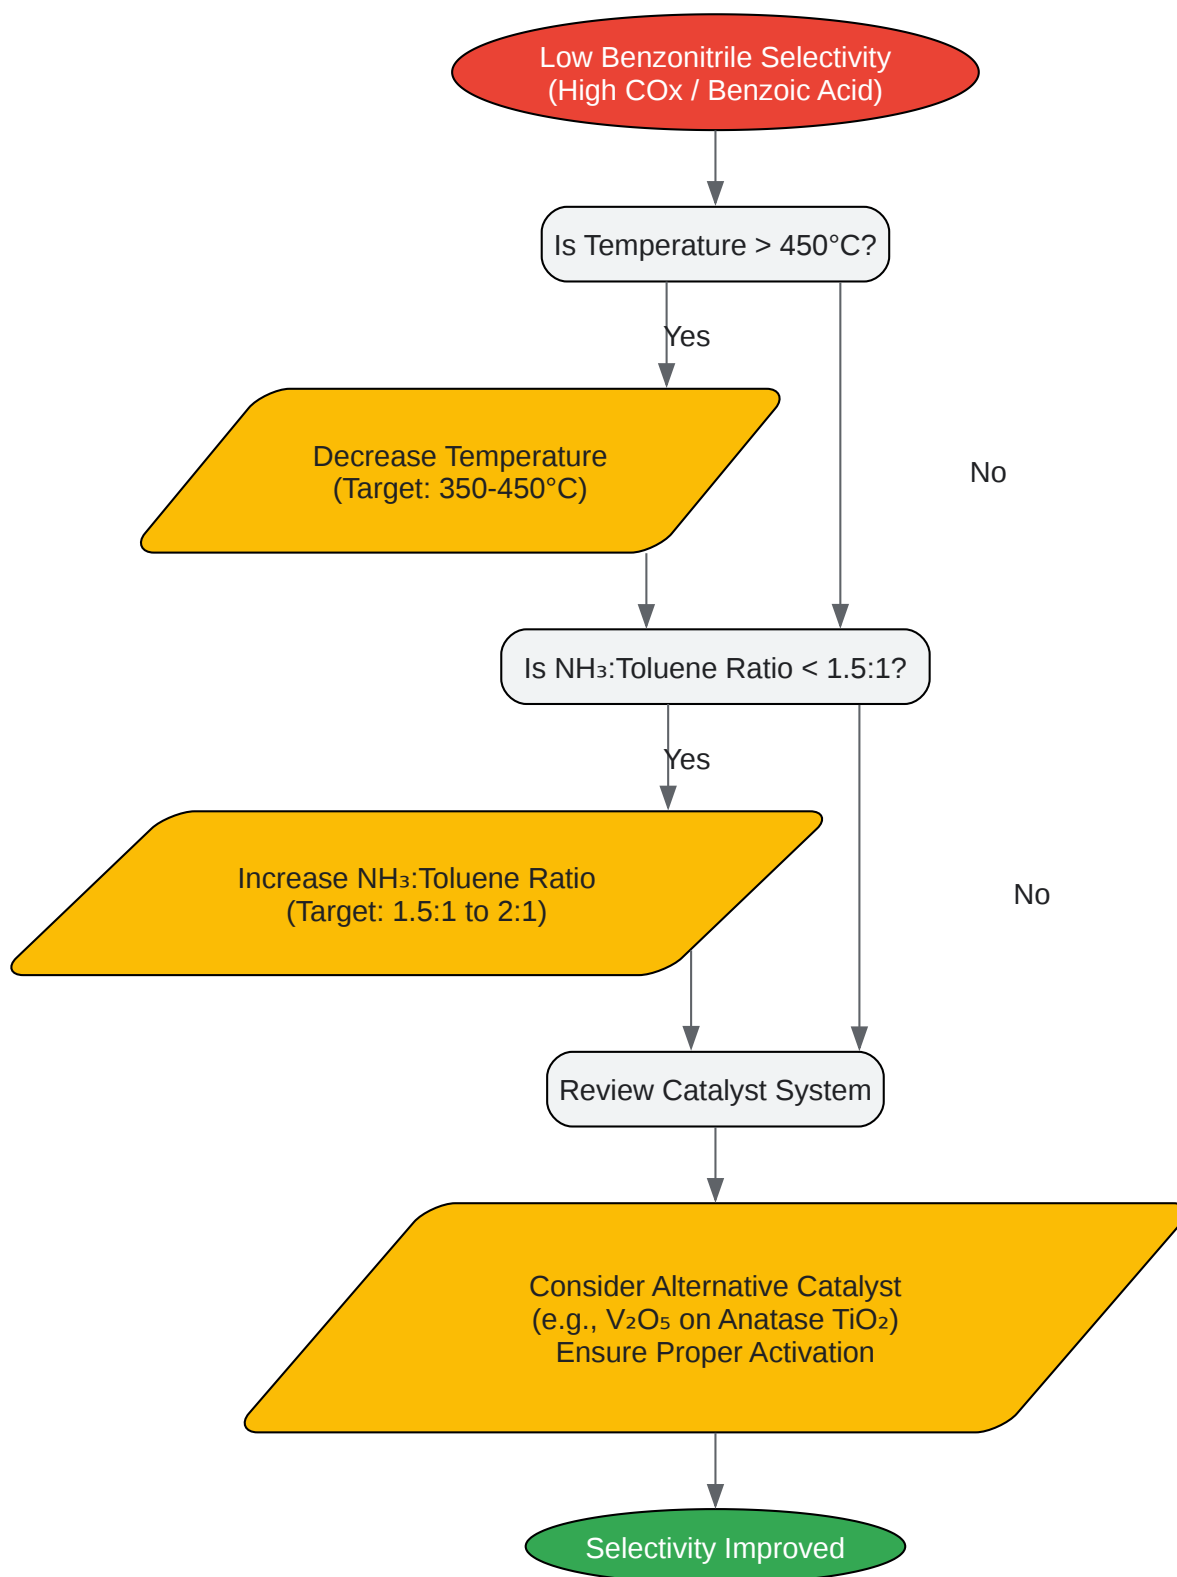 Low Benzonitrile Selectivity
(High COx / Benzoic Acid)
Is Temperature > 450°C?
Yes
Decrease Temperature
(Target: 350-450°C)
No
Is NH₃:Toluene Ratio < 1.5:1?
Yes
Increase NH₃:Toluene Ratio
(Target: 1.5:1 to 2:1)
No
Review Catalyst System
Consider Alternative Catalyst
(e.g., V₂O₅ on Anatase TiO₂)
Ensure Proper Activation
Selectivity Improved